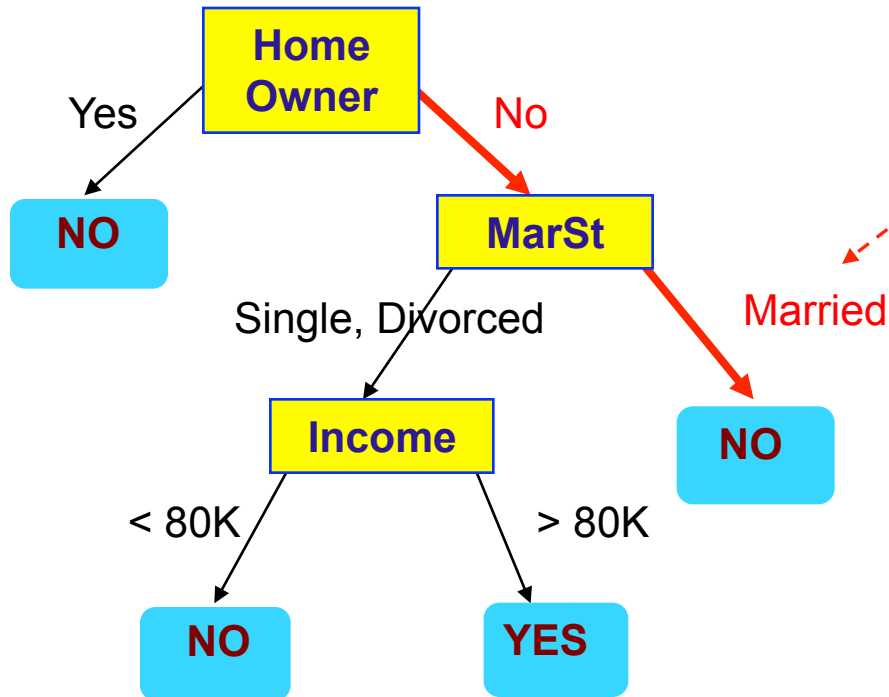 Home
Owner
Yes
No
NO
MarSt
Single, Divorced
Married
Income
NO
< 80K
> 80K
NO
YES